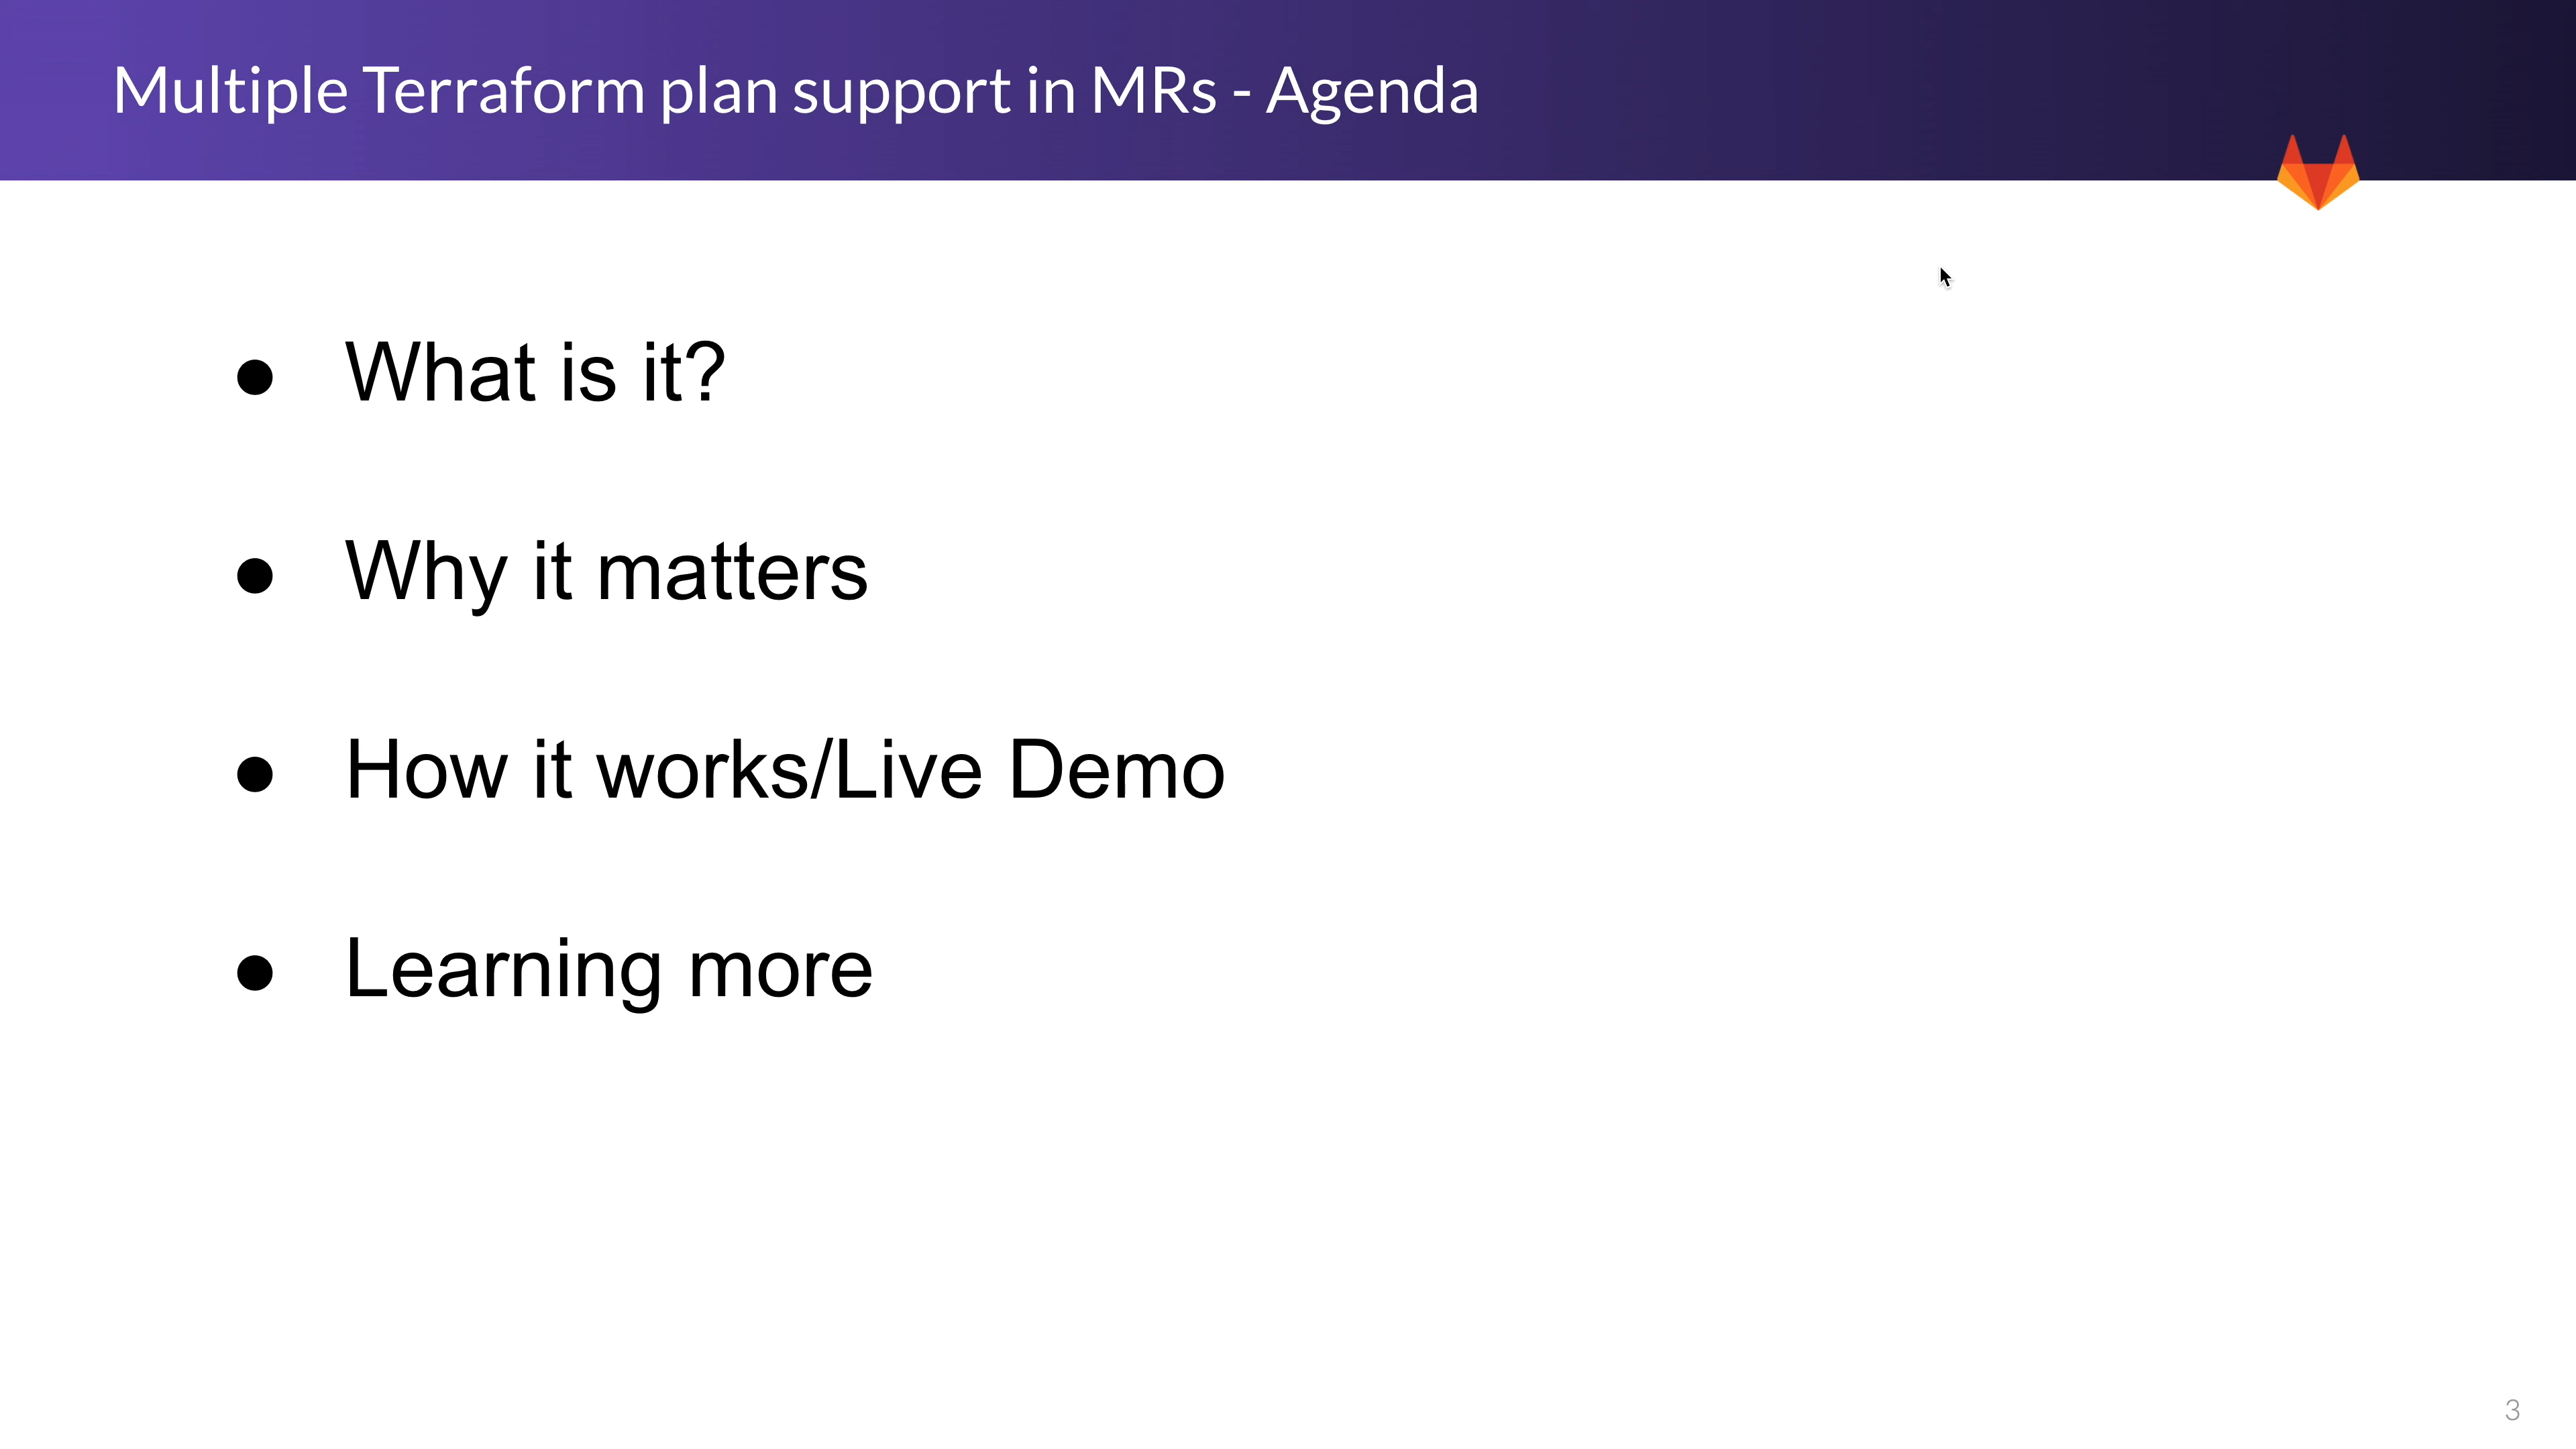 Multiple Terraform plan support in MRs - Agenda
● What is it?
● Why it matters
● How it works/Live Demo
● Learning more
3